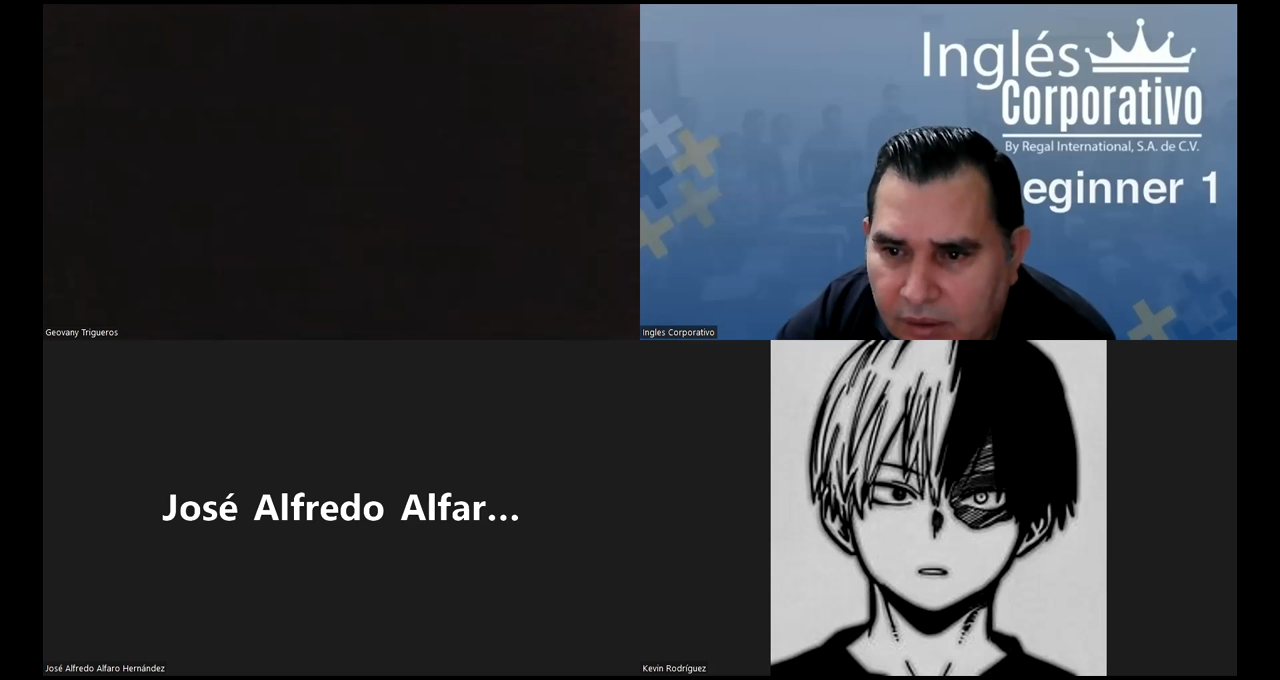 Inglés
Corporativo
By Regal International, S.A. de C.V.
eginner 1
Geovany Trigueros
Ingles Corporativo
José Alfredo Alfar...
José Alfredo Alfaro Hernández
Kevin Rodríguez